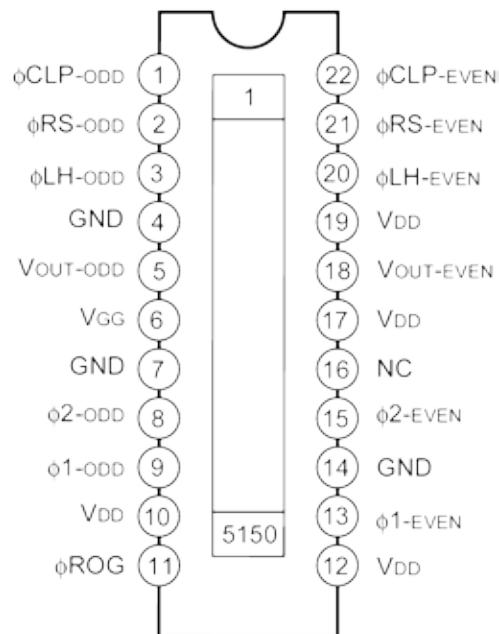 φCLP-ODD 1 1 22 φCLP-EVEN
φRS-ODD 2 21 φRS-EVEN
φLH-ODD 3 20 φLH-EVEN
GND 4 19 VDD
VOUT-ODD 5 18 VOUT-EVEN
VGG 6 17 VDD
GND 7 16 NC
φ2-ODD 8 15 φ2-EVEN
φ1-ODD 9 14 GND
VDD 10 13 φ1-EVEN
5150
φROG 11 12 VDD